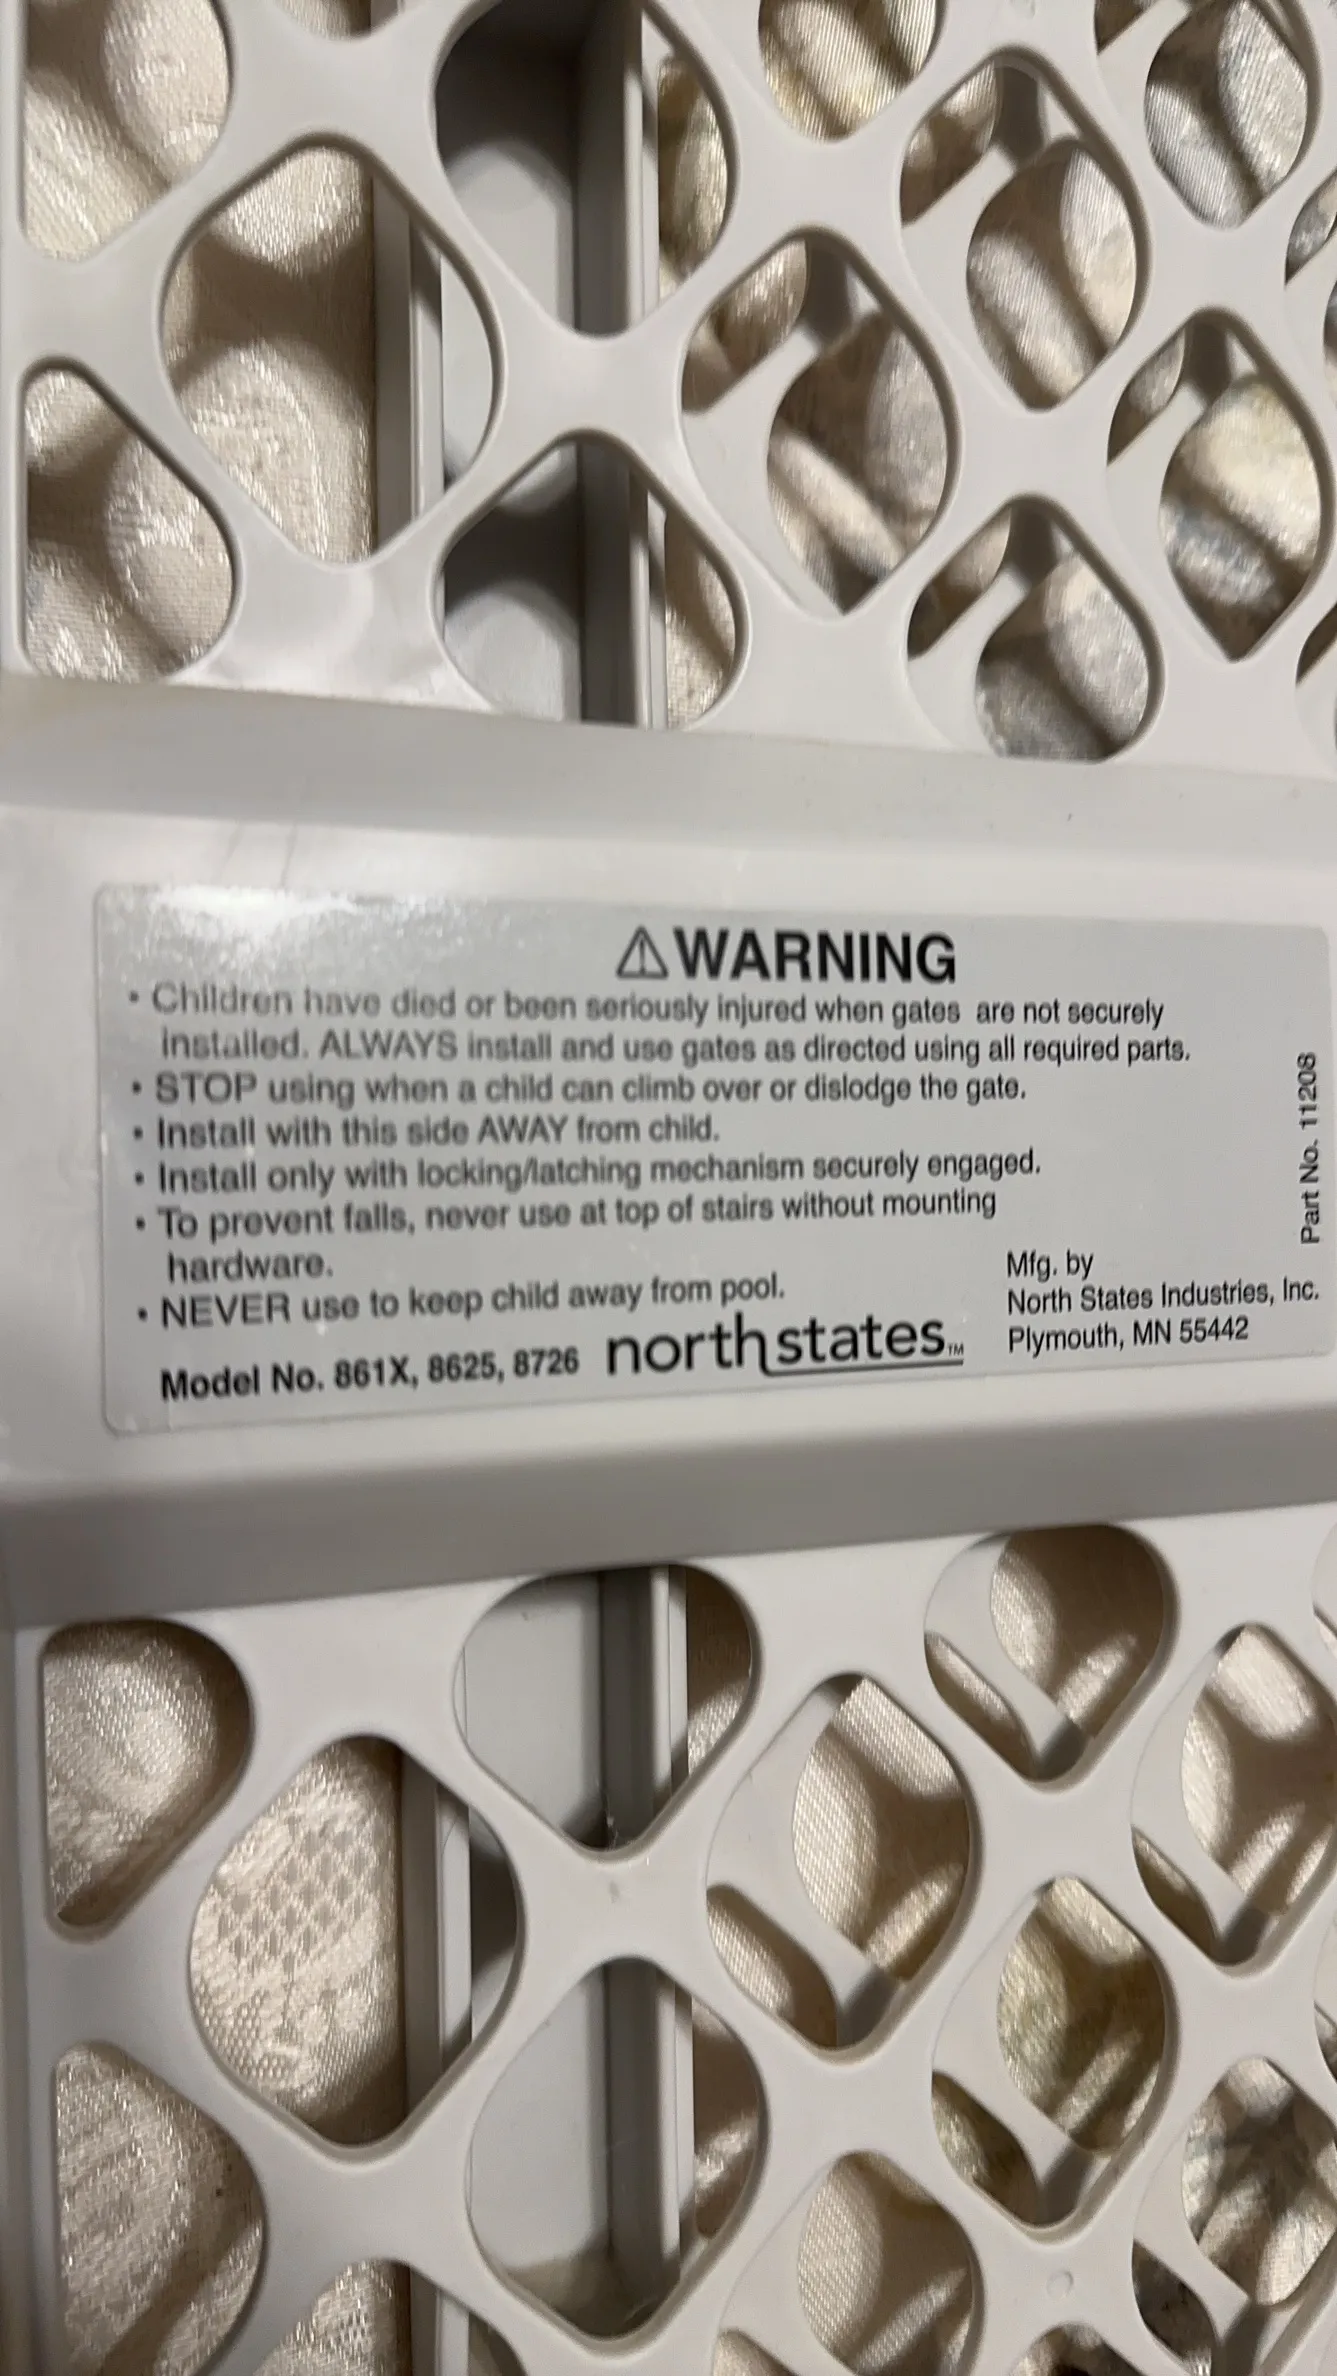 ⚠WARNING
• Children have died or been seriously injured when gates are not securely
installed. ALWAYS install and use gates as directed using all required parts.
• STOP using when a child can climb over or dislodge the gate.
• Install with this side AWAY from child.
• Install only with locking/latching mechanism securely engaged.
• To prevent falls, never use at top of stairs without mounting
hardware.
• NEVER use to keep child away from pool.
Model No. 861X, 8625, 8726
northstates™
Mfg. by
North States Industries, Inc.
Plymouth, MN 55442
Part No. 11208